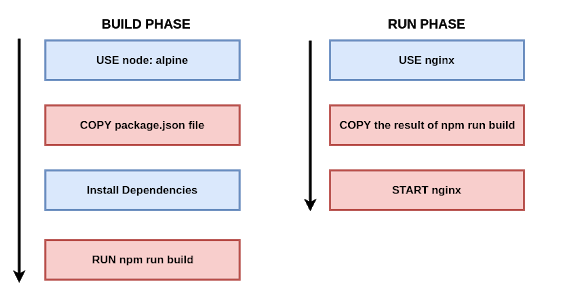 BUILD PHASE
USE node: alpine
COPY package.json file
Install Dependencies
RUN npm run build
RUN PHASE
USE nginx
COPY the result of npm run build
START nginx